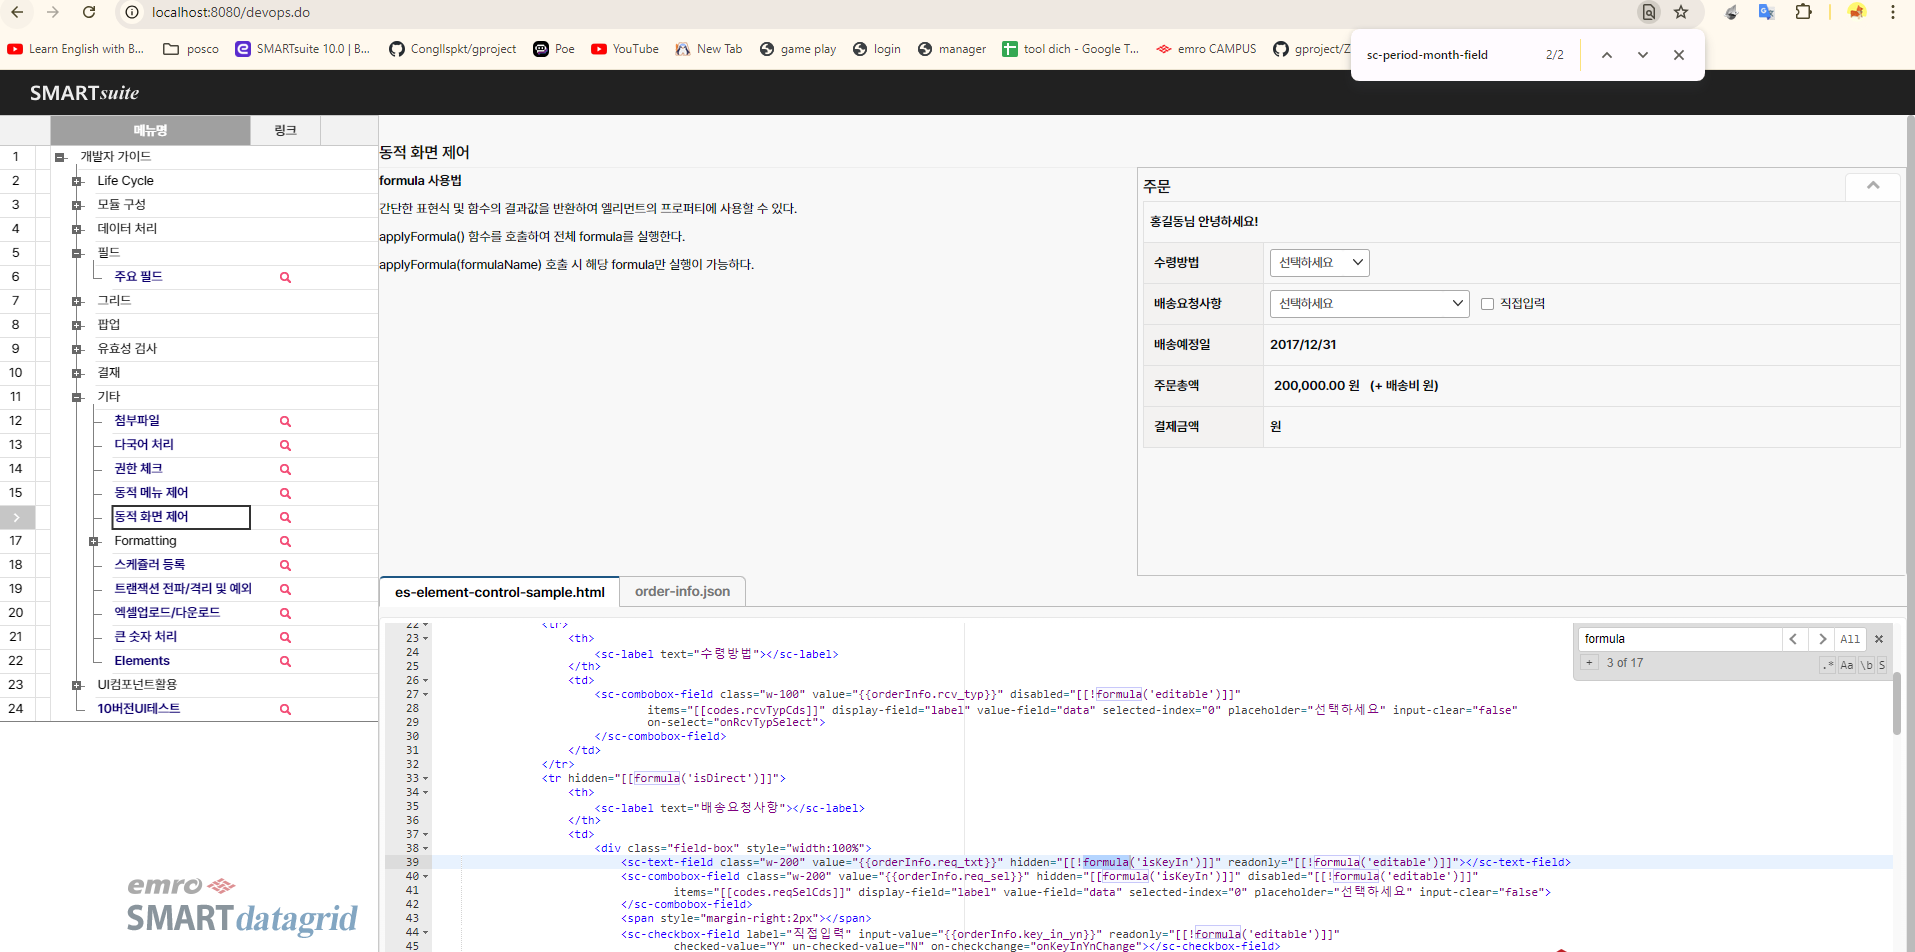 localhost:8080/devops.do
Learn English with B...
posco
SMARTsuite 10.0 | B...
Congllspkt/gproject
Poe
YouTube
New Tab
game play
login
manager
tool dich - Google T...
emro CAMPUS
gproject/Z
sc-period-month-field 2/2
SMARTsuite
메뉴명 링크
1 개발자 가이드
2 Life Cycle
3 모듈 구성
4 데이터 처리
5 필드
6 주요 필드
7 그리드
8 팝업
9 유효성 검사
10 결재
11 기타
12 첨부파일
13 다국어 처리
14 권한 체크
15 동적 메뉴 제어
동적 화면 제어
17 Formatting
18 스케쥴러 등록
19 트랜잭션 전파/격리 및 예외
20 엑셀업로드/다운로드
21 큰 숫자 처리
22 Elements
23 UI컴포넌트활용
24 10버전UI테스트
emro
SMARTdatagrid
동적 화면 제어
formula 사용법
간단한 표현식 및 함수의 결과값을 반환하여 엘리먼트의 프로퍼티에 사용할 수 있다.
applyFormula() 함수를 호출하여 전체 formula를 실행한다.
applyFormula(formulaName) 호출 시 해당 formula만 실행이 가능하다.
주문
홍길동님 안녕하세요!
수령방법 선택하세요
배송요청사항 선택하세요 직접입력
배송예정일 2017/12/31
주문총액 200,000.00 원 (+ 배송비 원)
결제금액 원
es-element-control-sample.html order-info.json
formula All
+ 3 of 17 .* Aa \b S
22 <tr>
23 <th>
24 <sc-label text="수령방법"></sc-label>
25 </th>
26 <td>
27 <sc-combobox-field class="w-100" value="{{orderInfo.rcv_typ}}" disabled="[[!formula('editable')]]"
28 items="[[codes.rcvTypCds]]" display-field="label" value-field="data" selected-index="0" placeholder="선택하세요" input-clear="false"
29 on-select="onRcvTypSelect">
30 </sc-combobox-field>
31 </td>
32 </tr>
33 <tr hidden="[[formula('isDirect')]]">
34 <th>
35 <sc-label text="배송요청사항"></sc-label>
36 </th>
37 <td>
38 <div class="field-box" style="width:100%">
39 <sc-text-field class="w-200" value="{{orderInfo.req_txt}}" hidden="[[!formula('isKeyIn')]]" readonly="[[!formula('editable')]]"></sc-text-field>
40 <sc-combobox-field class="w-200" value="{{orderInfo.req_sel}}" hidden="[[formula('isKeyIn')]]" disabled="[[!formula('editable')]]"
41 items="[[codes.reqSelCds]]" display-field="label" value-field="data" selected-index="0" placeholder="선택하세요" input-clear="false">
42 </sc-combobox-field>
43 <span style="margin-right:2px"></span>
44 <sc-checkbox-field label="직접입력" input-value="{{orderInfo.key_in_yn}}" readonly="[[!formula('editable')]]"
45 checked-value="Y" un-checked-value="N" on-checkchange="onKeyInYnChange"></sc-checkbox-field>